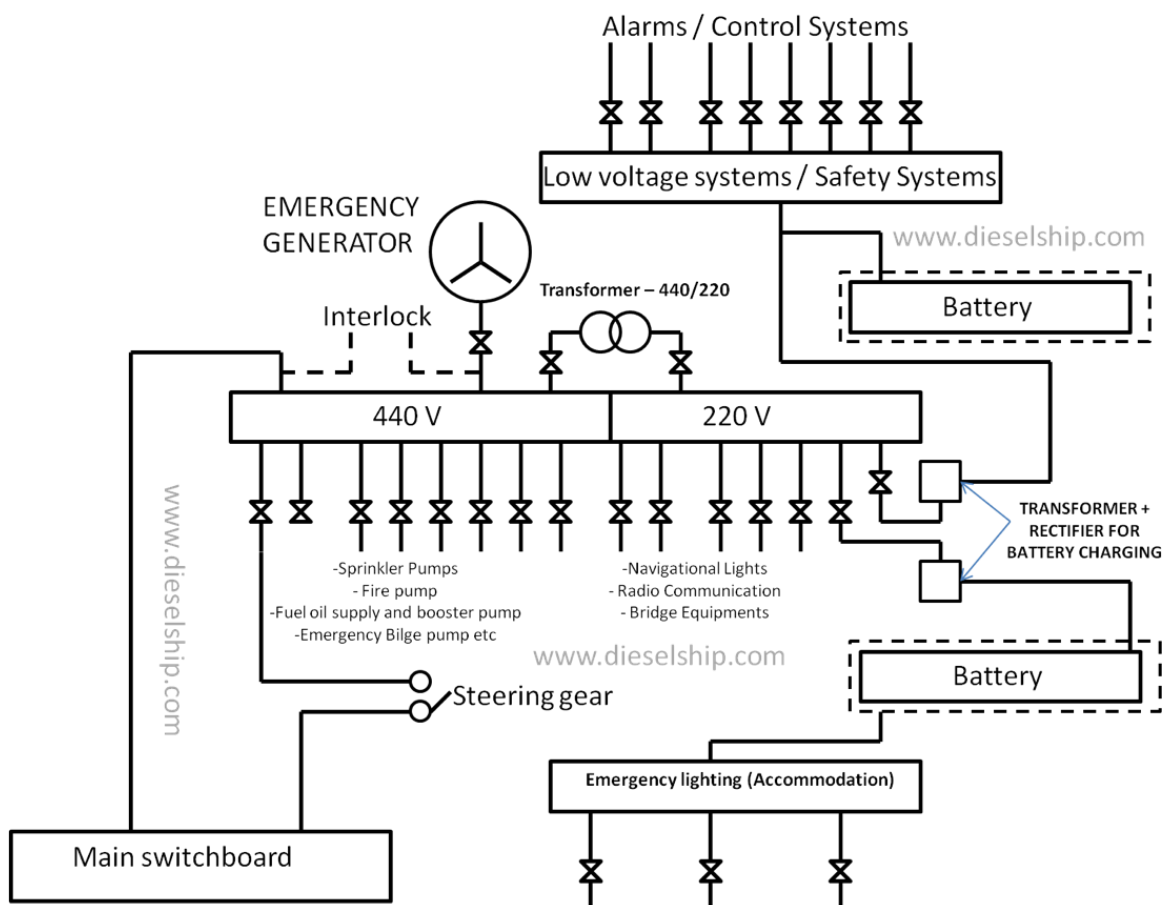 Alarms / Control Systems
Low voltage systems / Safety Systems
www.dieselship.com
EMERGENCY
GENERATOR
Transformer – 440/220
Battery
Interlock
440 V
220 V
TRANSFORMER +
RECTIFIER FOR
BATTERY CHARGING
-Sprinkler Pumps
- Fire pump
-Fuel oil supply and booster pump
-Emergency Bilge pump etc
-Navigational Lights
- Radio Communication
- Bridge Equipments
www.dieselship.com
www.dieselship.com
Battery
Steering gear
Emergency lighting (Accommodation)
Main switchboard